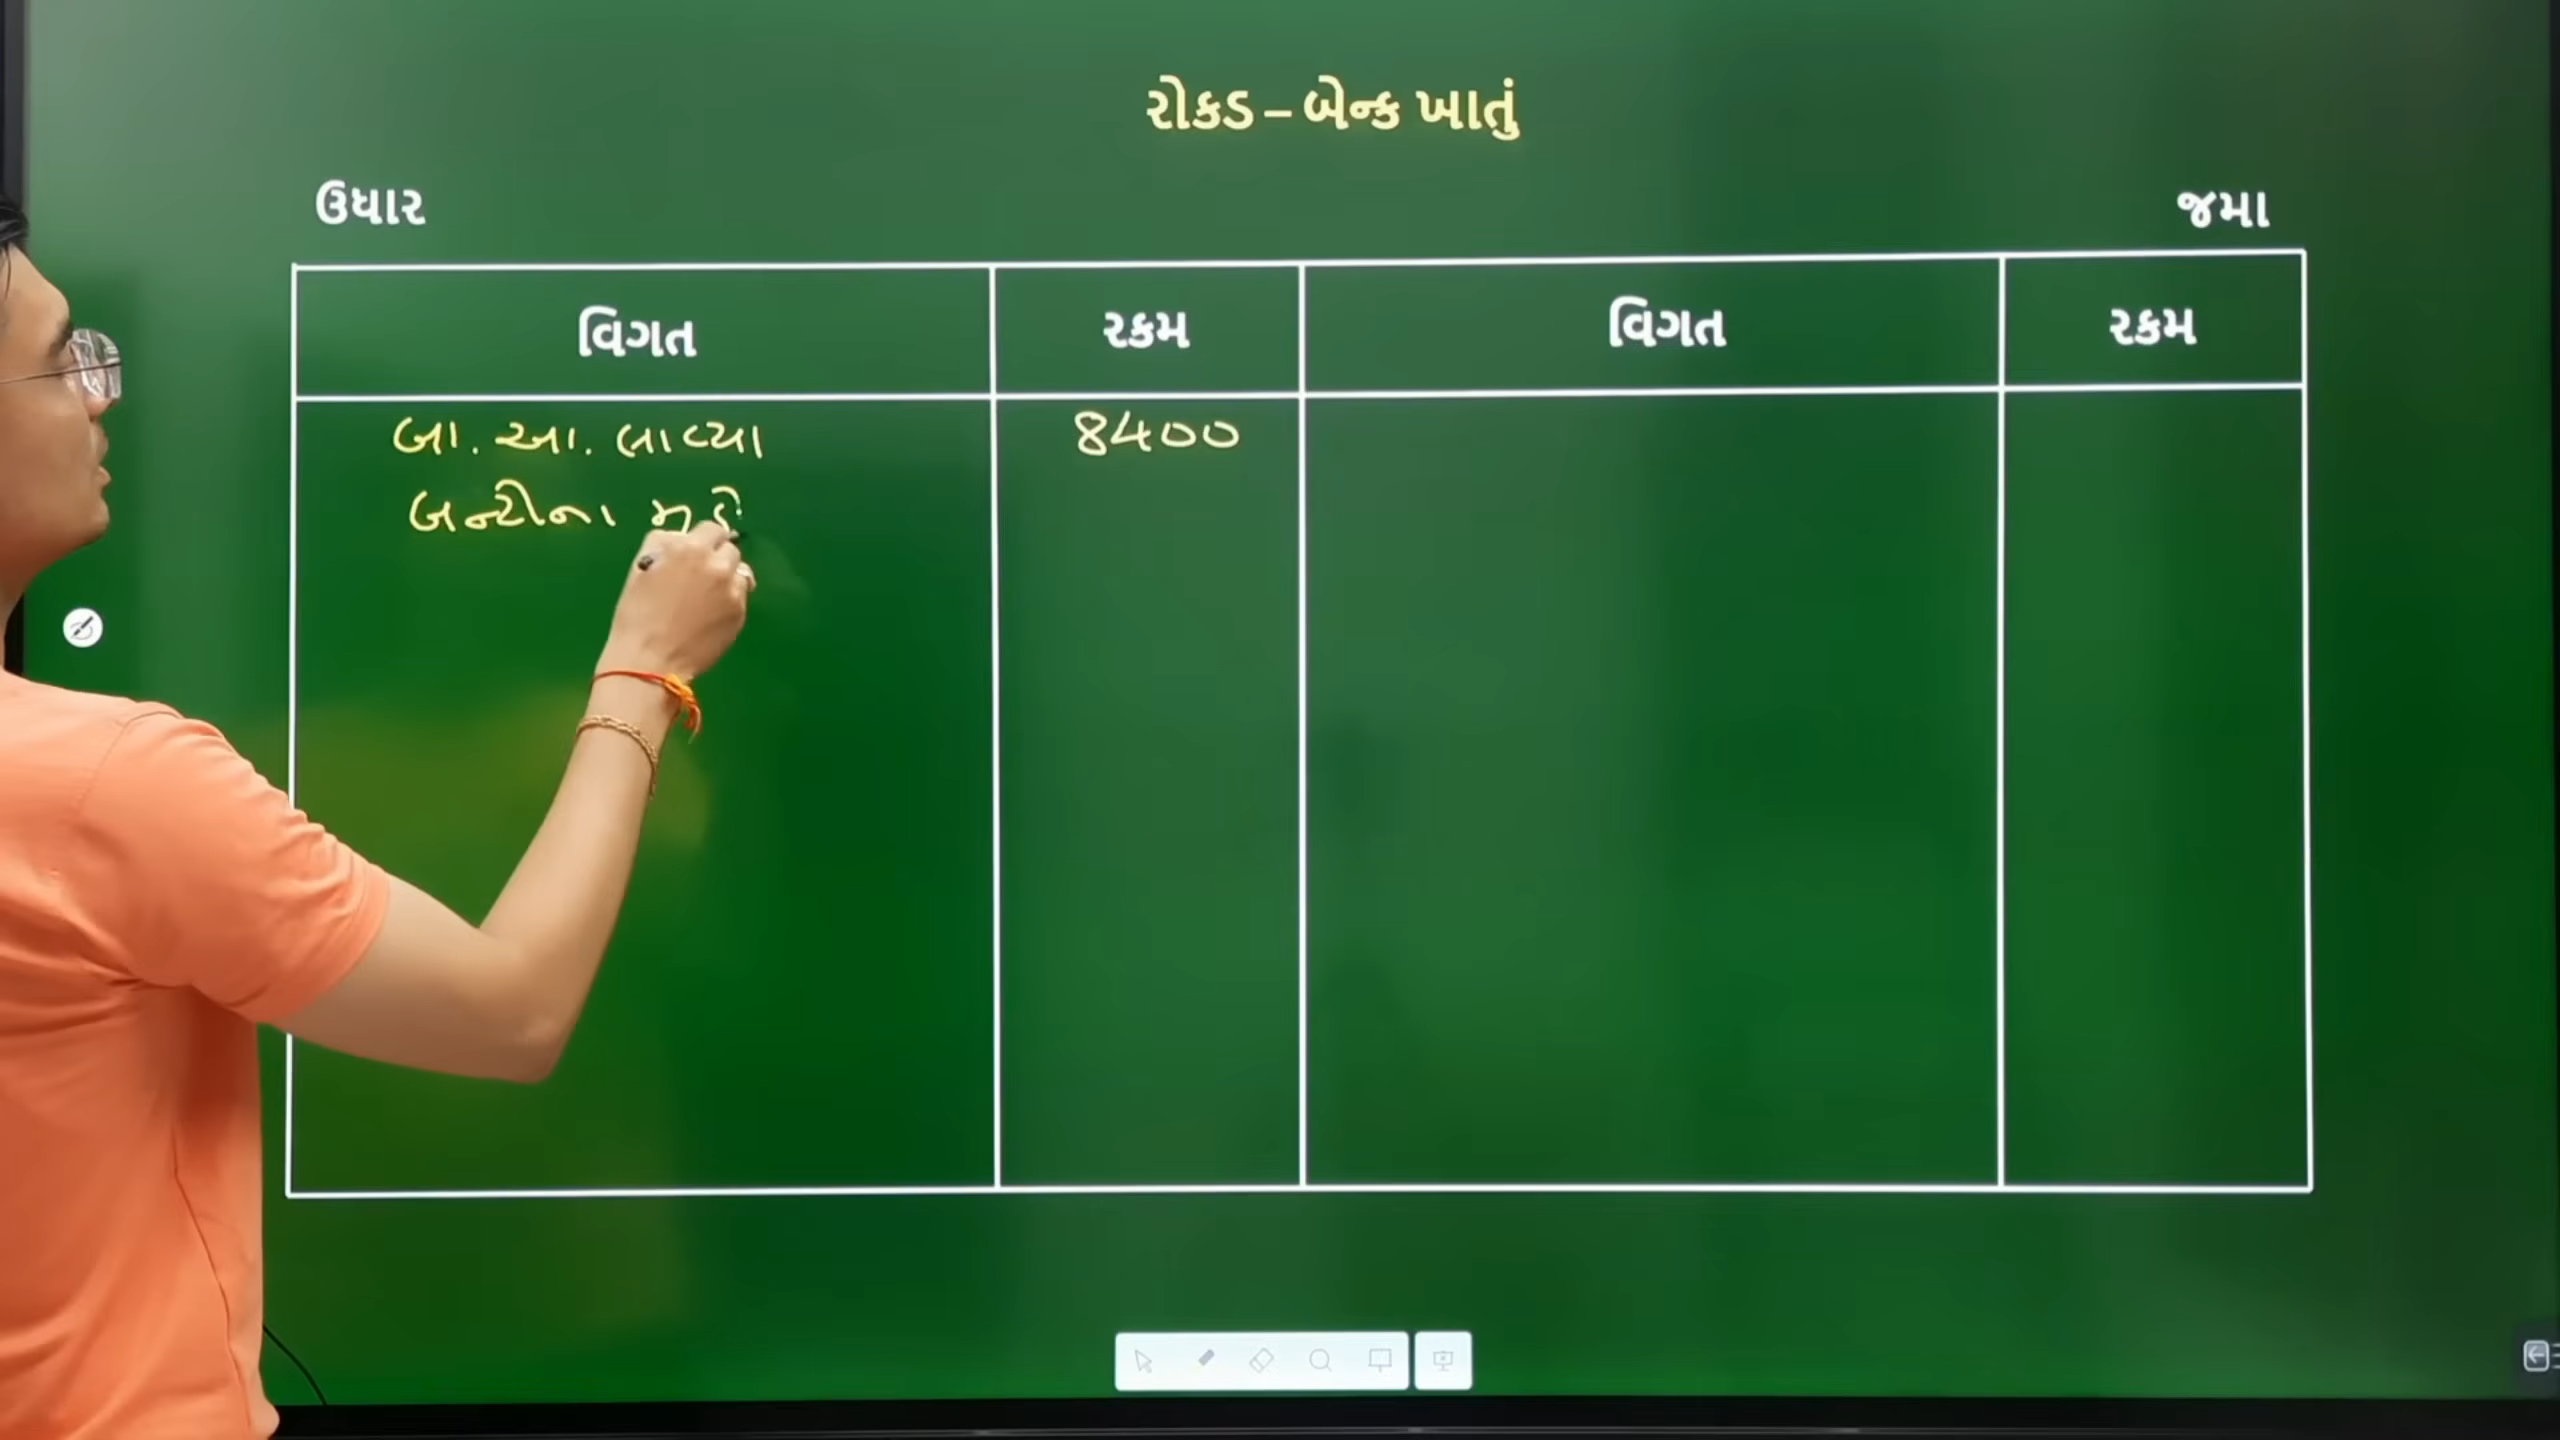 રોકડ – બેન્ક ખાતું
ઉધાર
જમા
વિગત રકમ વિગત રકમ
બા. આ. લાવ્યા 8400
બન્ટીના